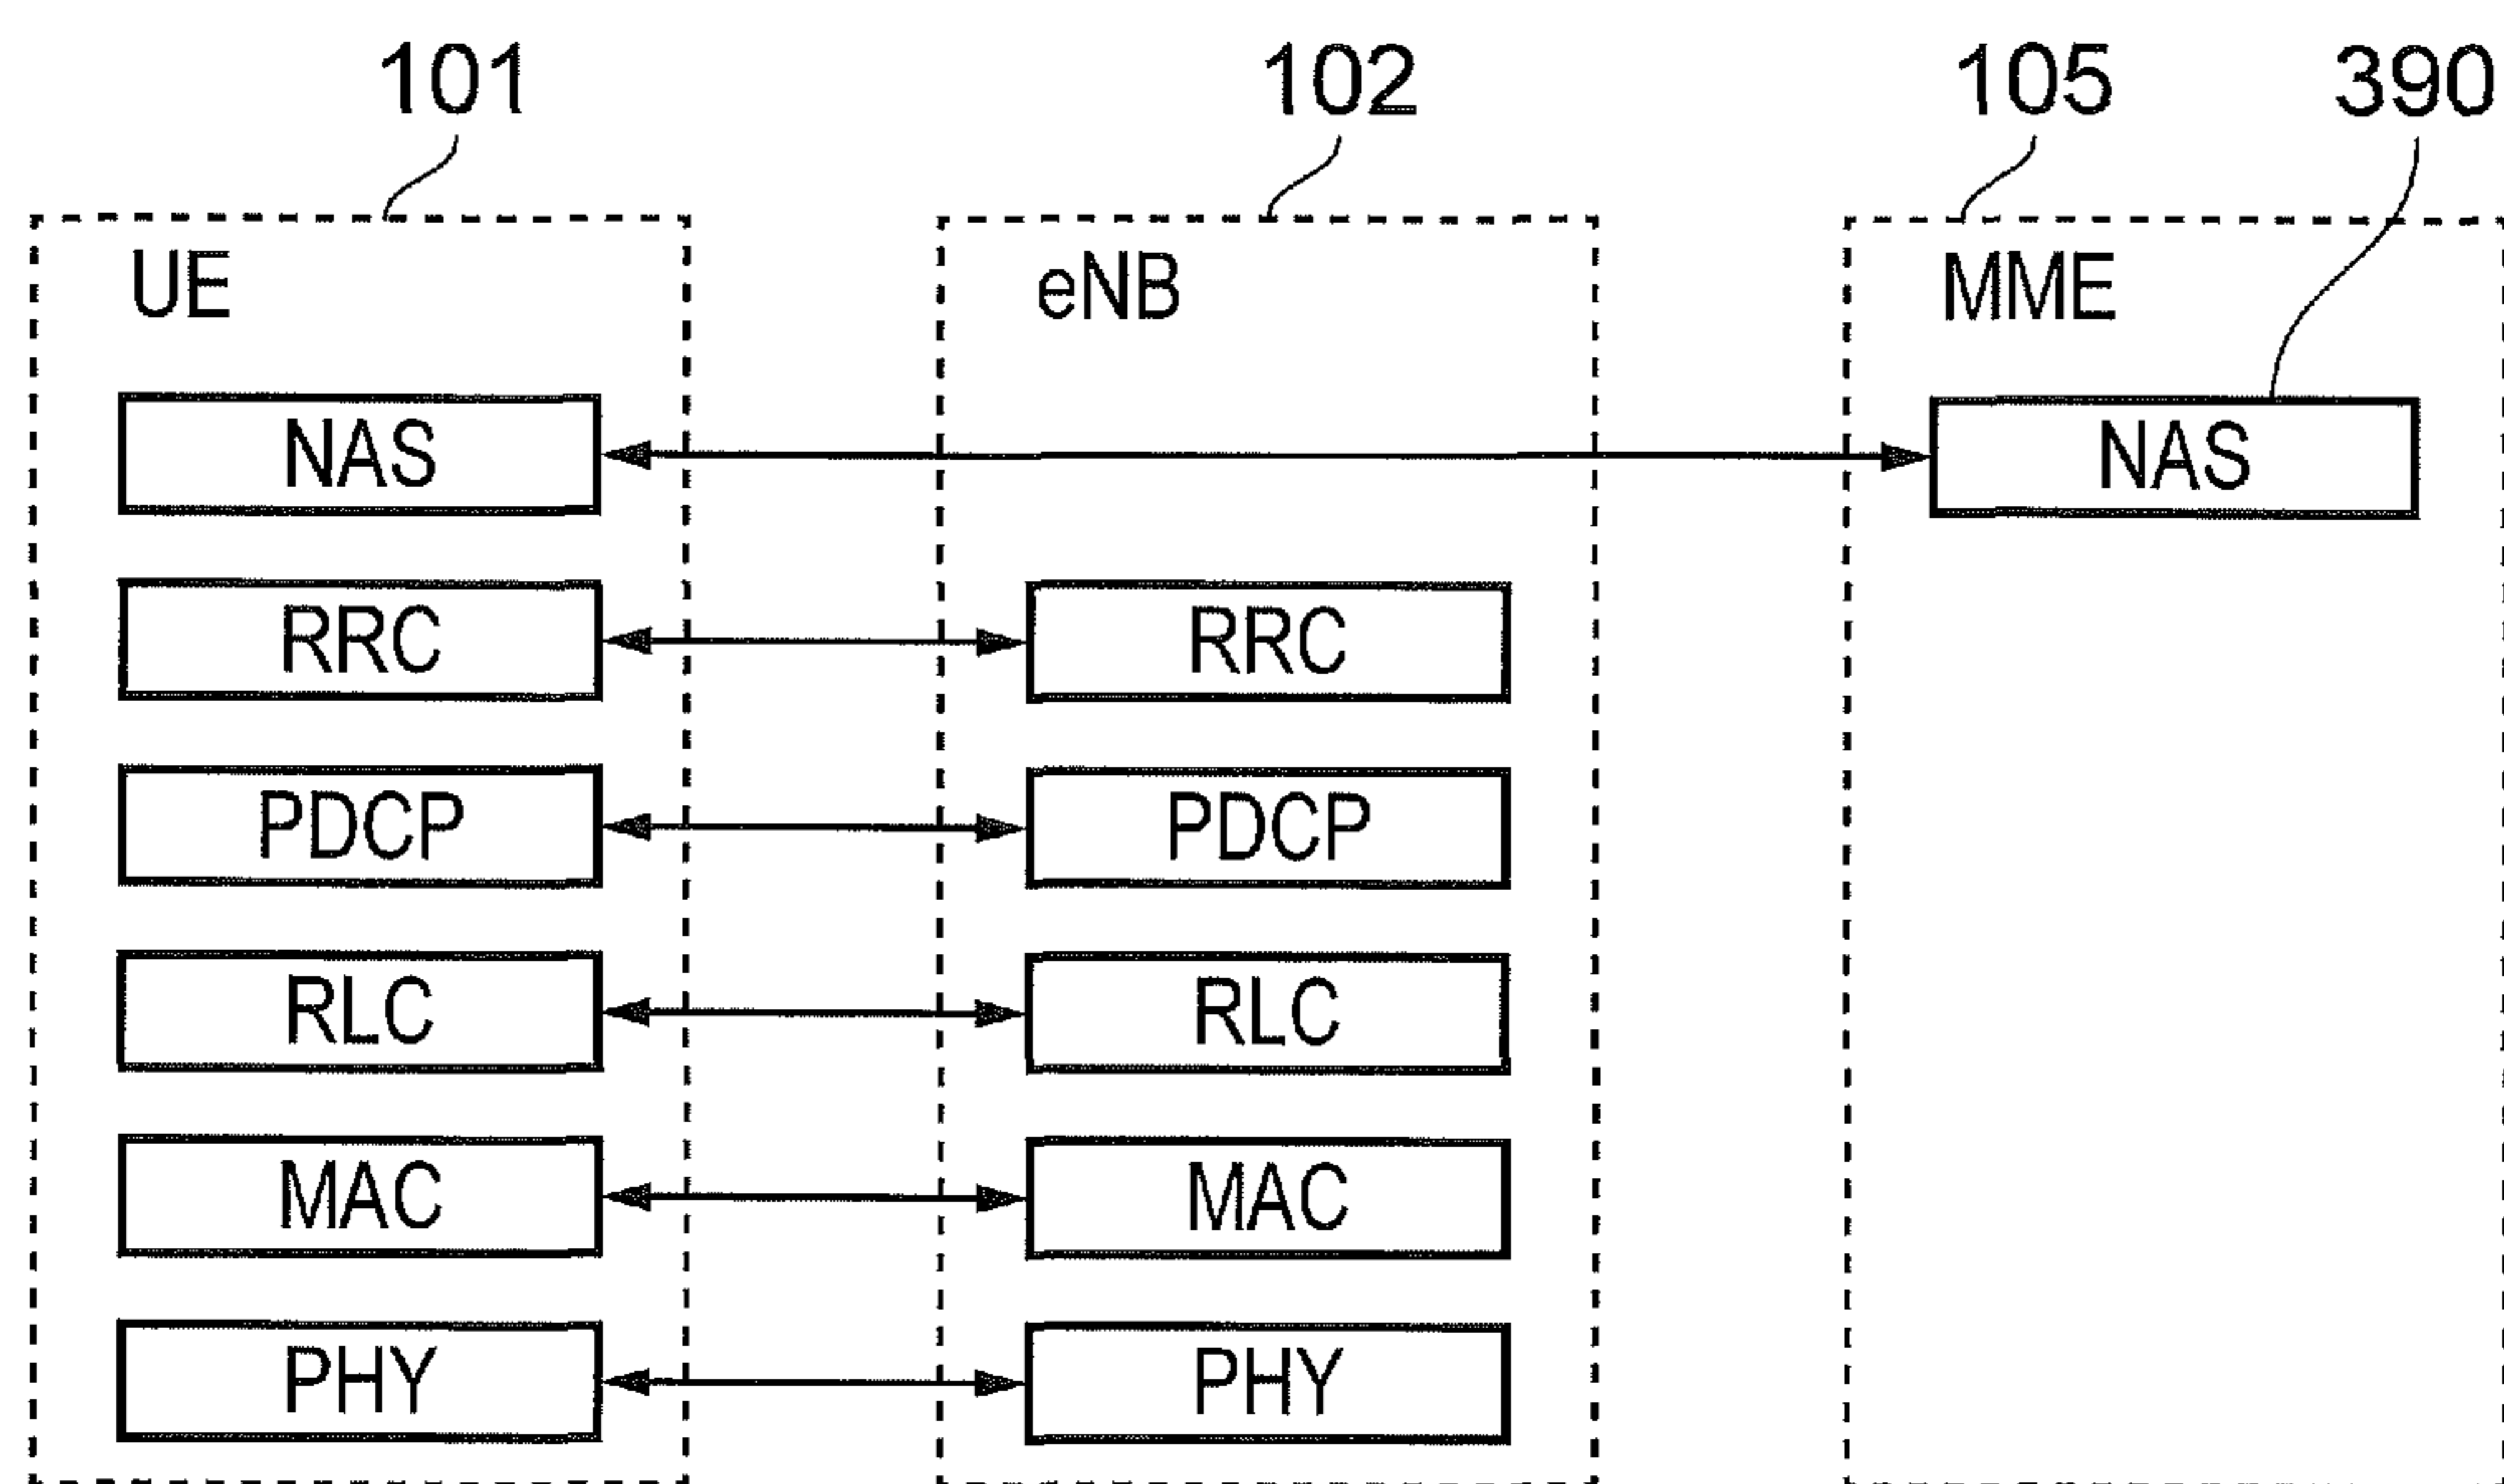 101 102 105 390
UE eNB MME
NAS NAS
RRC RRC
PDCP PDCP
RLC RLC
MAC MAC
PHY PHY